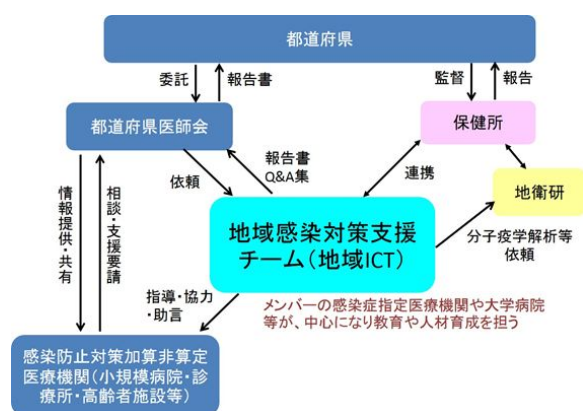 都道府県
委託
報告書
監督
報告
都道府県医師会
保健所
報告書
Q&A集
依頼
連携
地衛研
情報提供・共有
相談・支援要請
地域感染対策支援
チーム(地域ICT)
分子疫学解析等
依頼
指導・協力
・助言
メンバーの感染症指定医療機関や大学病院
等が、中心になり教育や人材育成を担う
感染防止対策加算非算定
医療機関(小規模病院・診
療所・高齢者施設等)